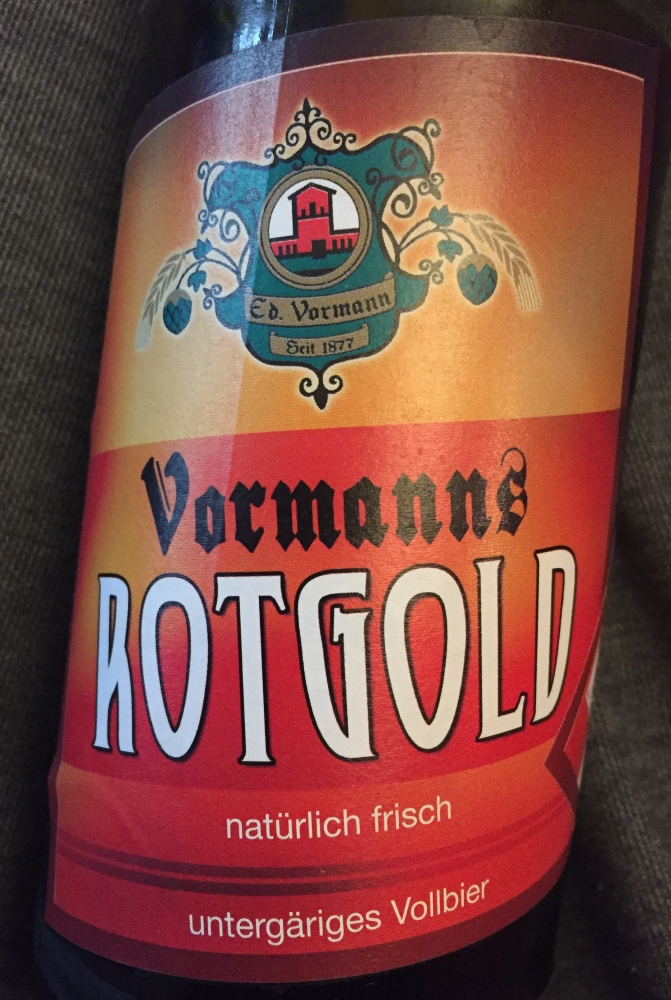 Ed. Vormann
Seit 1877
Vormanns
ROTGOLD
natürlich frisch
untergäriges Vollbier